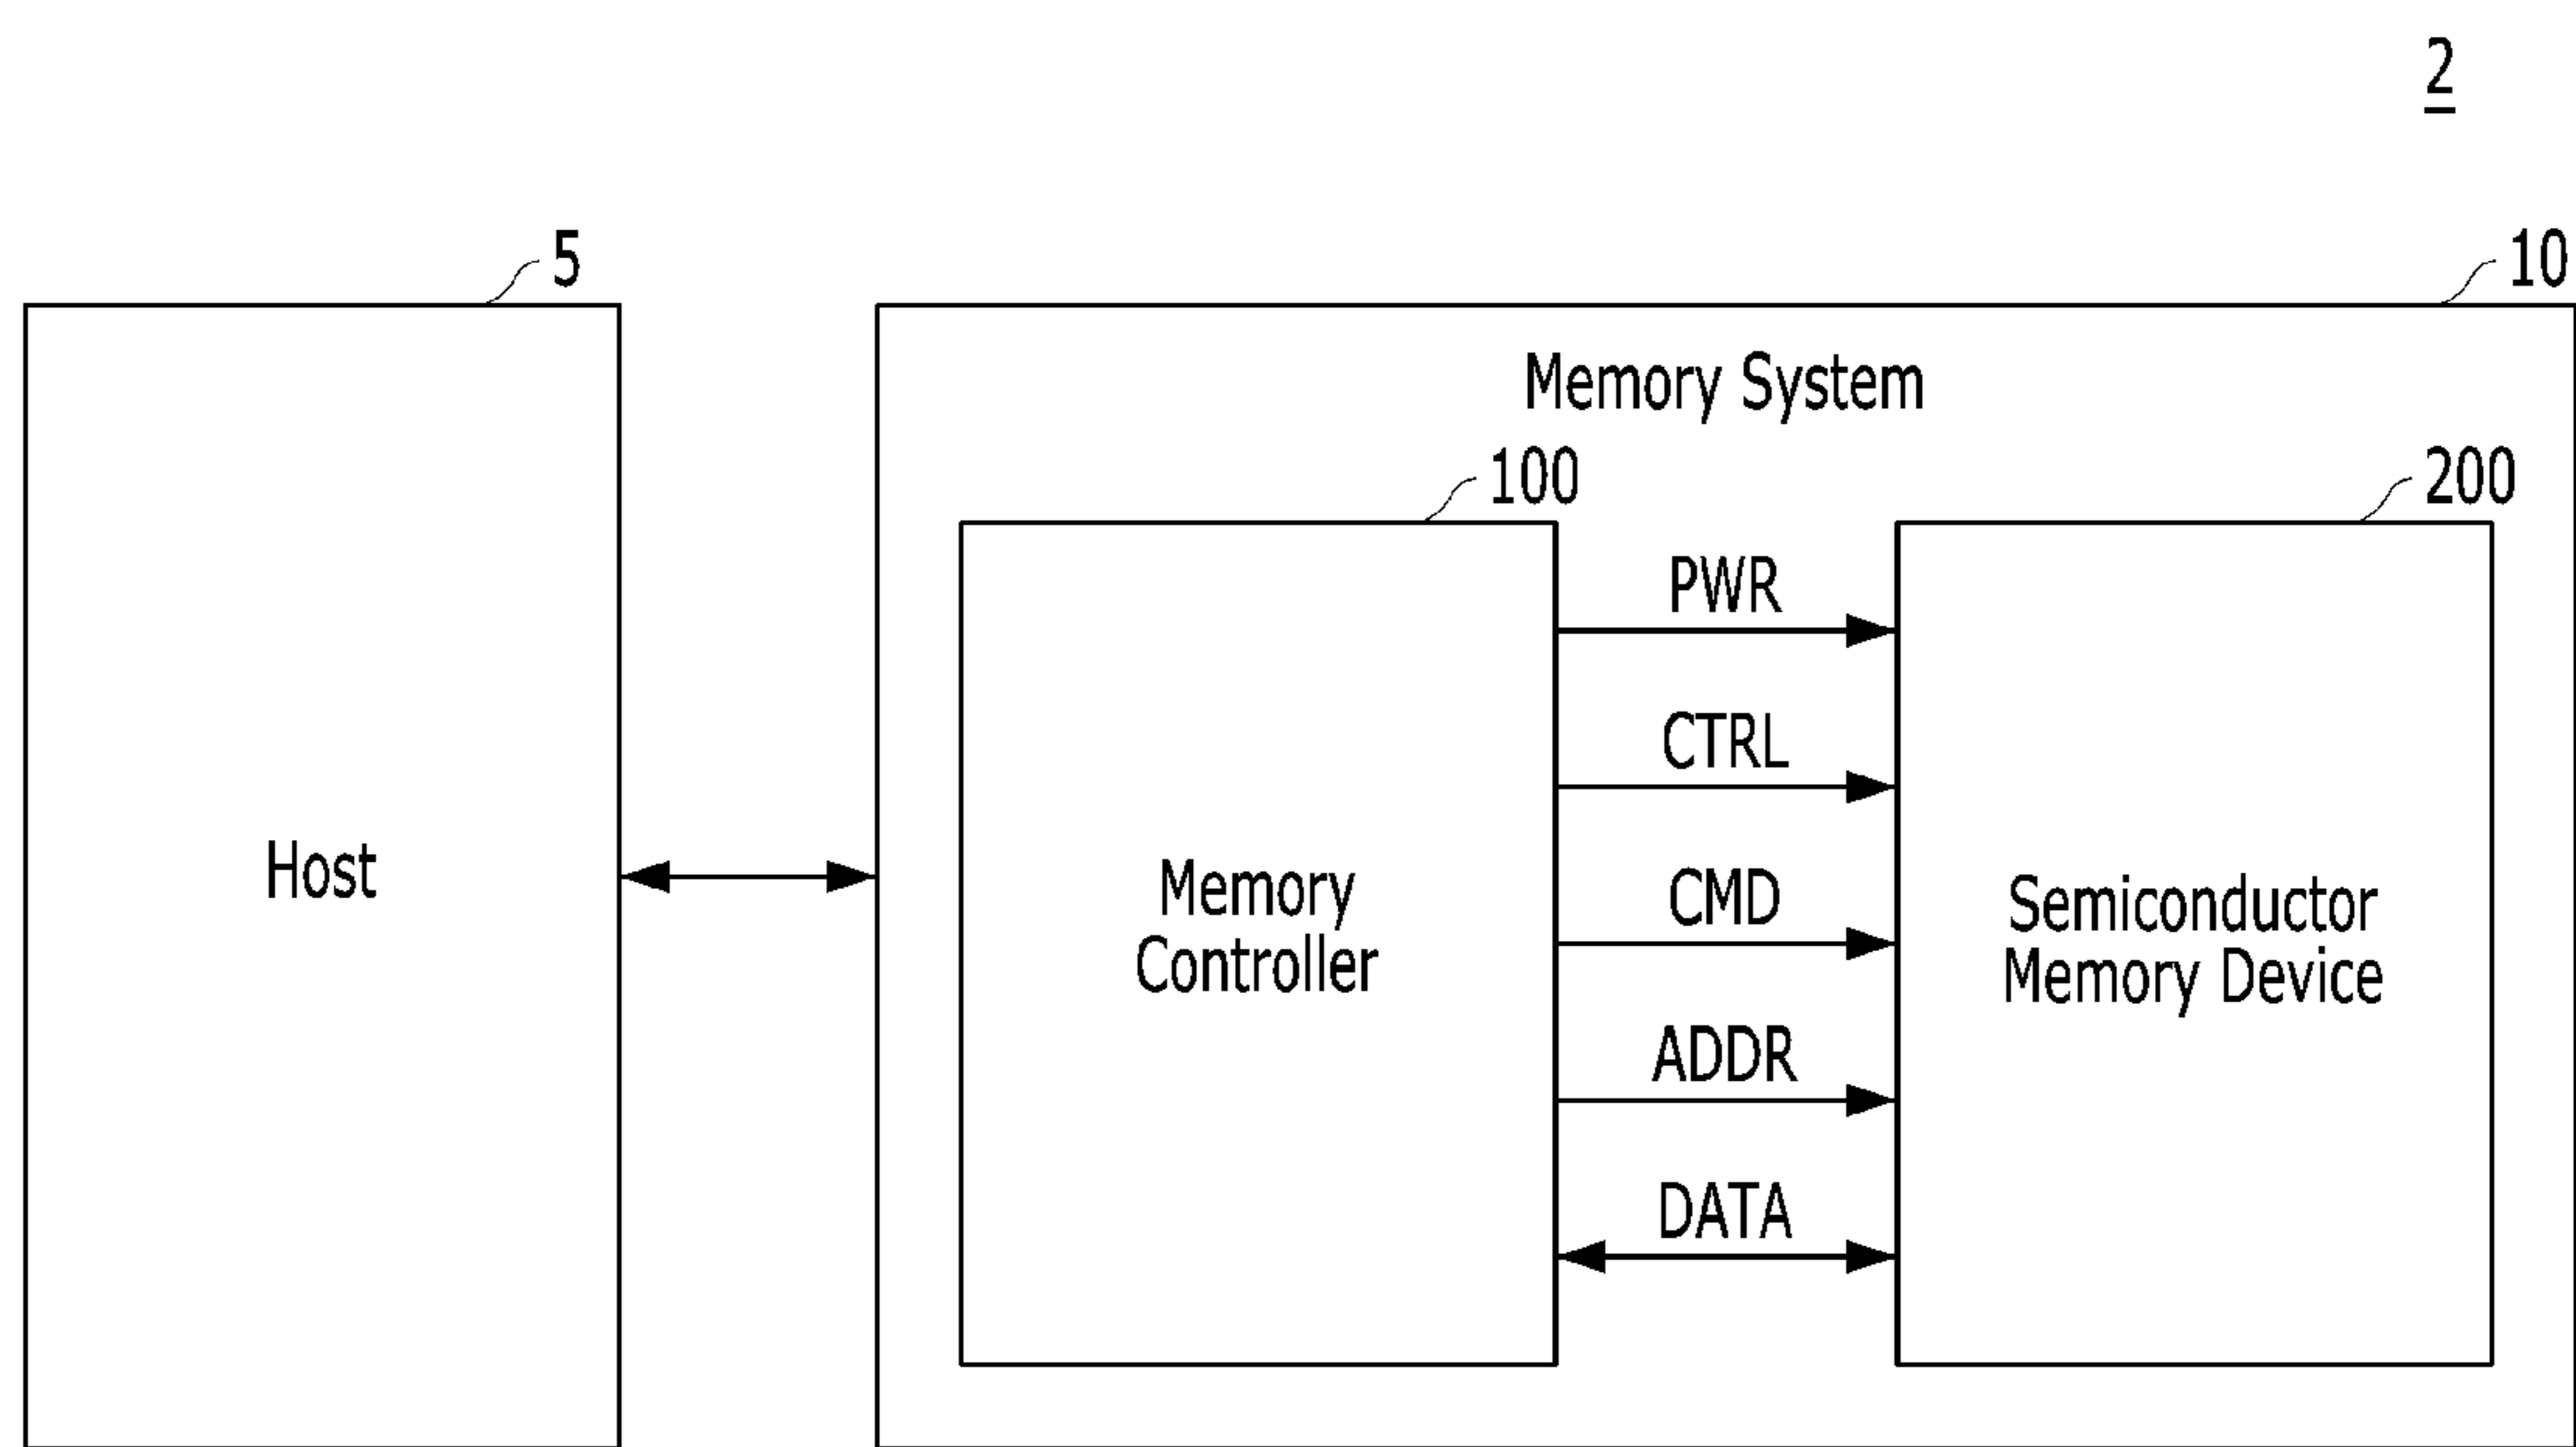 2
5
10
Memory System
100
200
PWR
CTRL
Host
CMD
Memory
Controller
Semiconductor
Memory Device
ADDR
DATA